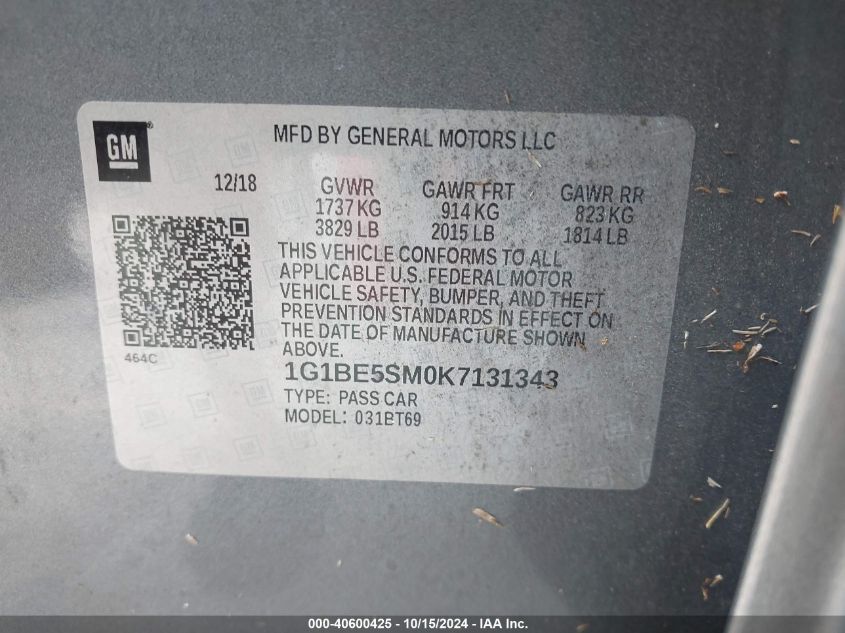 GM
MFD BY GENERAL MOTORS LLC
12/18 GVWR GAWR FRT GAWR RR
1737 KG 914 KG 823 KG
3829 LB 2015 LB 1814 LB
THIS VEHICLE CONFORMS TO ALL
APPLICABLE U.S. FEDERAL MOTOR
VEHICLE SAFETY, BUMPER, AND THEFT
PREVENTION STANDARDS IN EFFECT ON
THE DATE OF MANUFACTURE SHOWN
ABOVE.
464C
1G1BE5SM0K7131343
TYPE: PASS CAR
MODEL: 031BT69
000-40600425 - 10/15/2024 - IAA Inc.